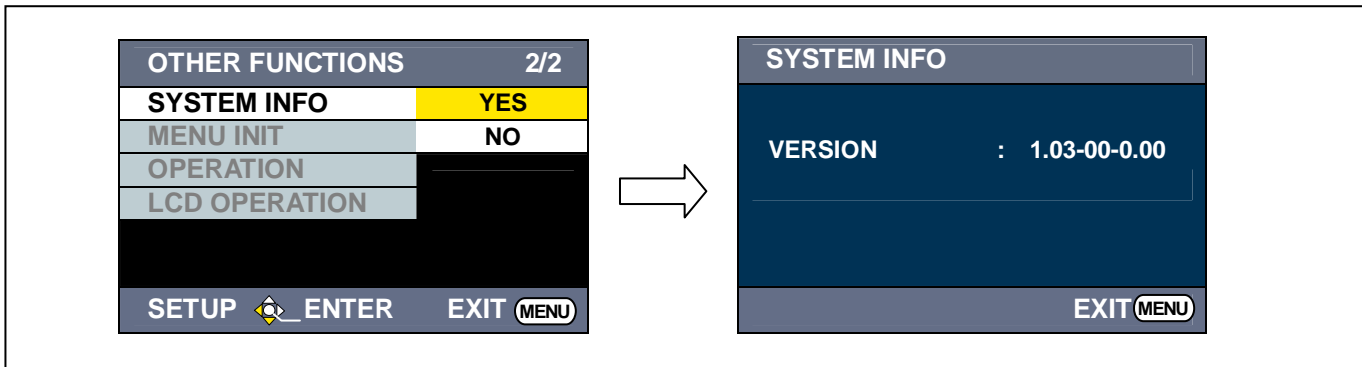 OTHER FUNCTIONS 2/2
SYSTEM INFO YES
MENU INIT NO
OPERATION
LCD OPERATION
SETUP ENTER EXIT MENU
SYSTEM INFO
VERSION : 1.03-00-0.00
EXIT MENU